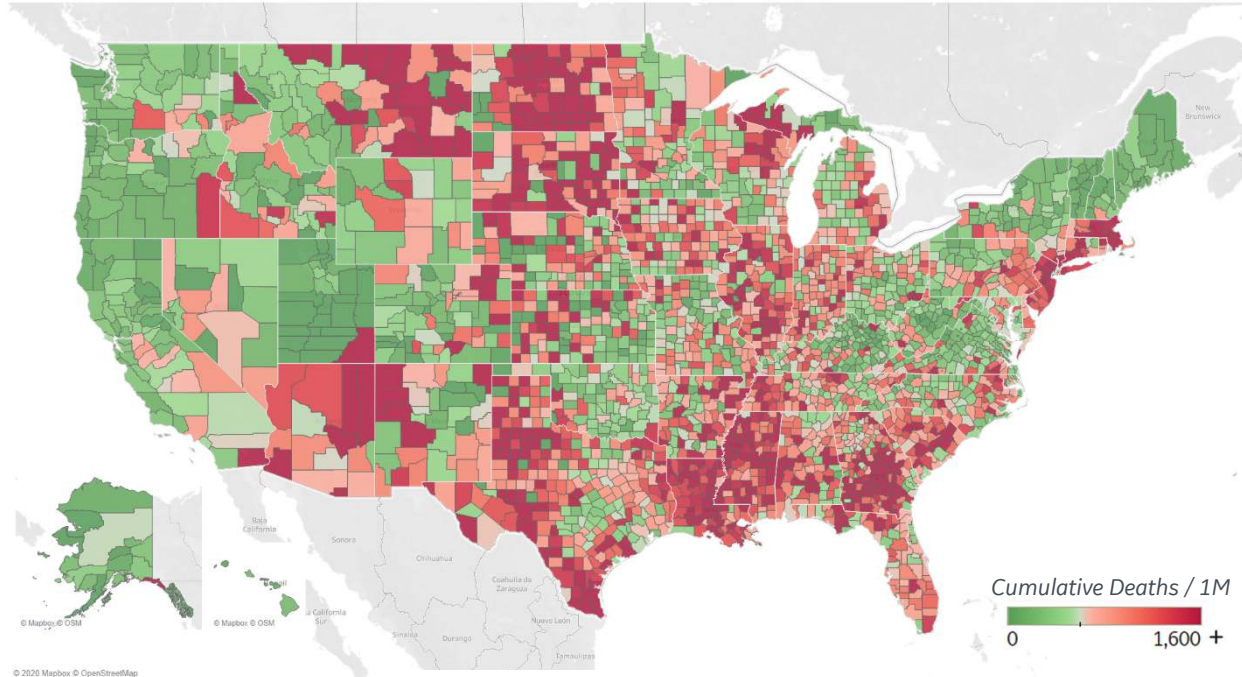 New
Brunswick
Baja
California
Sonora
Chihuahua
Coahuila de
Zaragoza
Nuevo León
Tamaulipas
Durango
Sinaloa
a California
Sur
Cumulative Deaths / 1M
0
1,600 +
© Mapbox © OSM
© Mapbox © OSM
© 2020 Mapbox © OpenStreetMap